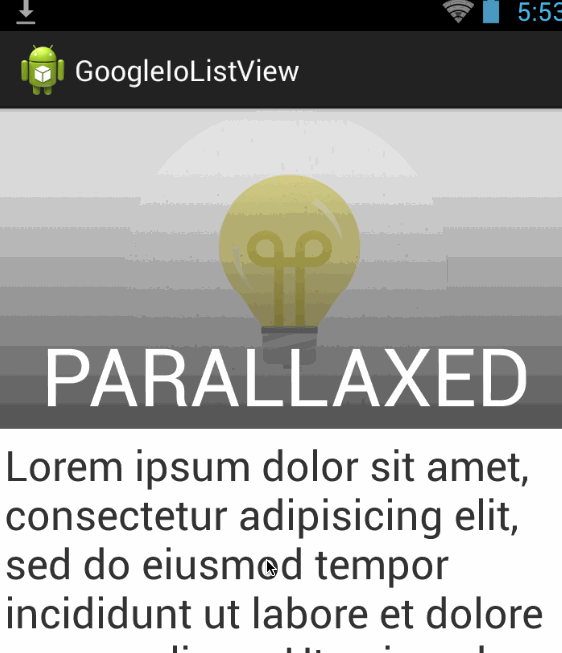 5:53
GoogleIoListView
PARALLAXED
Lorem ipsum dolor sit amet,
consectetur adipisicing elit,
sed do eiusmod tempor
incididunt ut labore et dolore